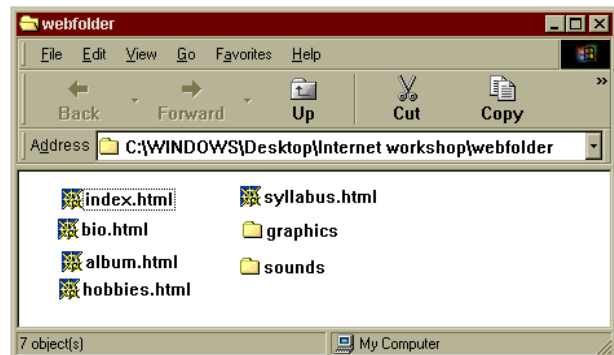 webfolder
File Edit View Go Favorites Help
Back Forward Up Cut Copy »
Address C:\WINDOWS\Desktop\Internet workshop\webfolder
index.html syllabus.html
bio.html graphics
album.html sounds
hobbies.html
7 object(s) My Computer